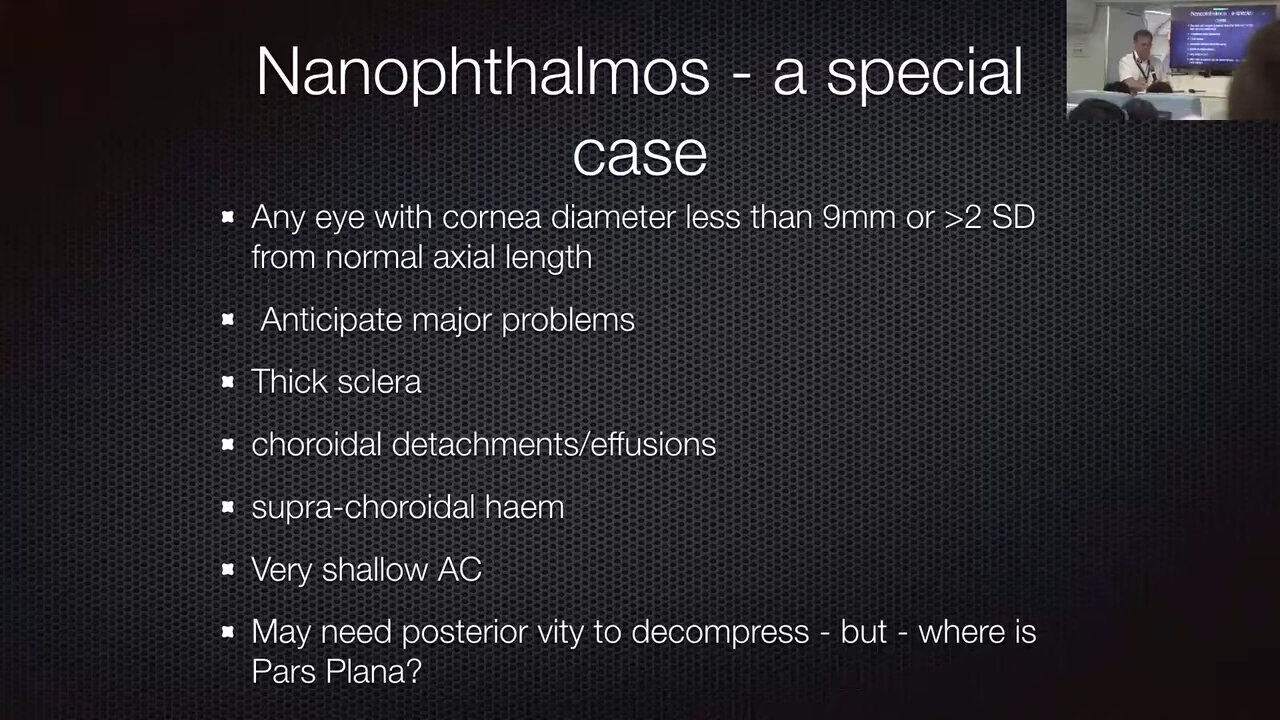 Nanophthalmos - a special
case
Any eye with cornea diameter less than 9mm or >2 SD
from normal axial length
Anticipate major problems
Thick sclera
choroidal detachments/effusions
supra-choroidal haem
Very shallow AC
May need posterior vity to decompress - but - where is
Pars Plana?
Nanophthalmos - a special